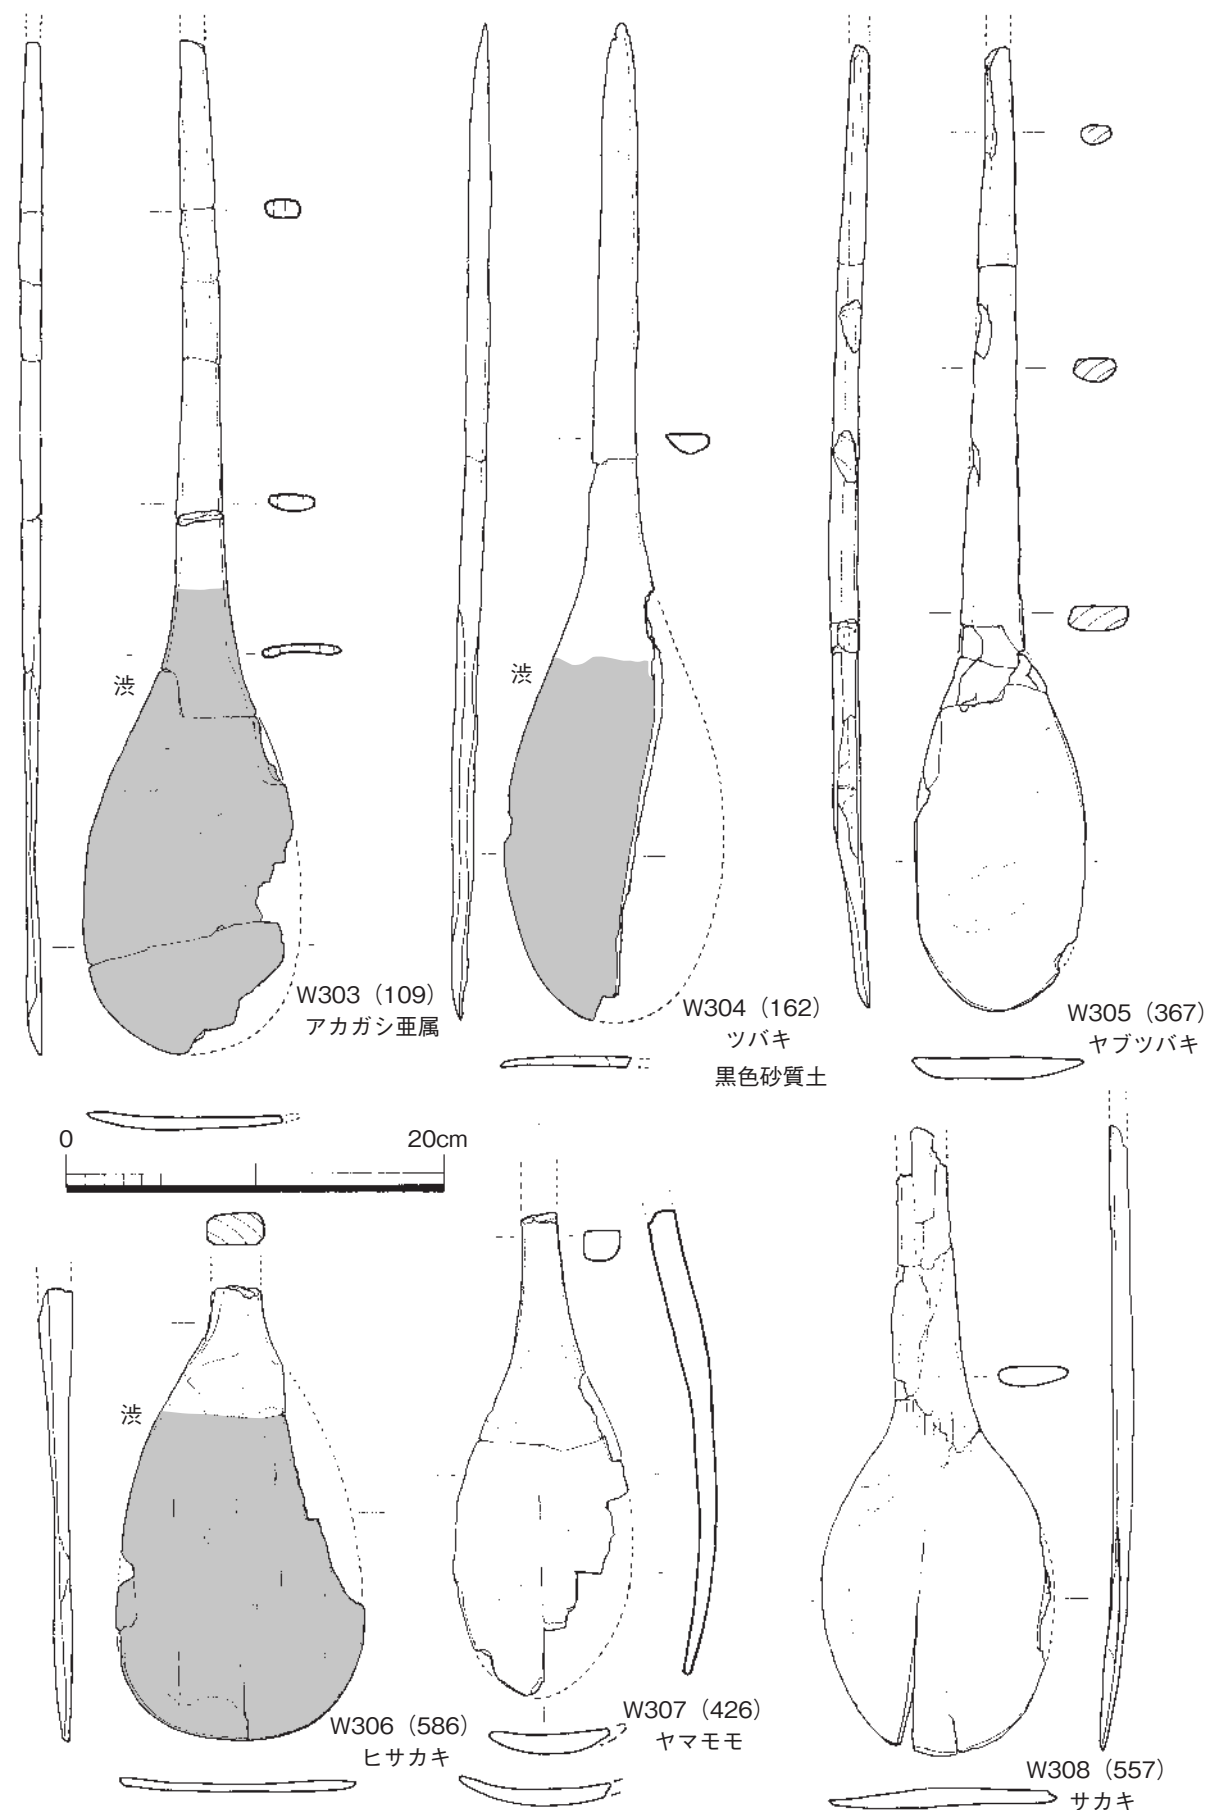 渋
渋
W303（109）
アカガシ亜属
W304（162）
ツバキ
黒色砂質土
W305（367）
ヤブツバキ
0 20cm
渋
W306（586）
ヒサカキ
W307（426）
ヤマモモ
W308（557）
サカキ